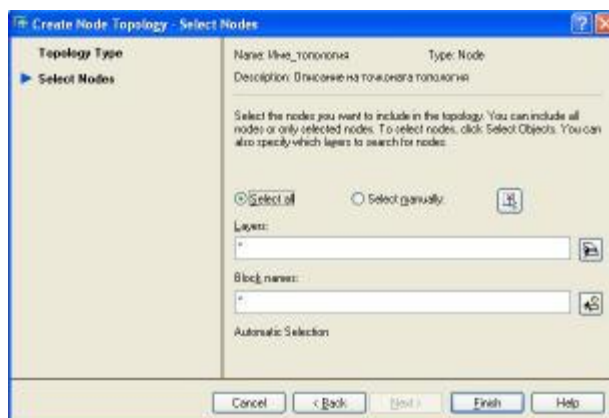 Create Node Topology - Select Nodes
Topology Type
Select Nodes
Name: Име_топология Type: Node
Description: Описание на точковата топология
Select the nodes you want to include in the topology. You can include all
nodes or only selected nodes. To select nodes, click Select Objects. You can
also specify which layers to search for nodes.
Select all Select manually:
Layers:
*
Block names:
*
Automatic Selection
Cancel < Back Next > Finish Help